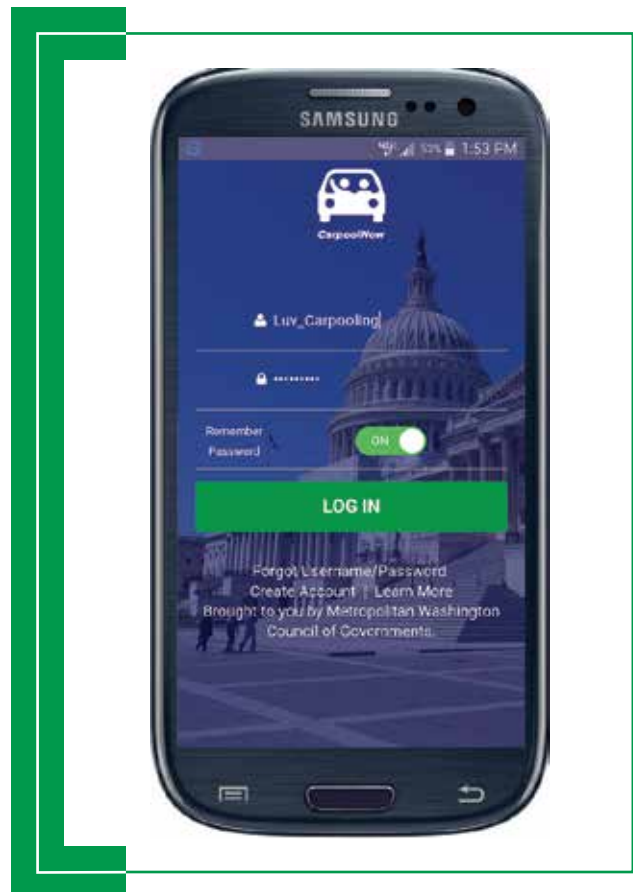 SAMSUNG
53% 1:53 PM
CarpoolNow
Luv_Carpooling
Remember
Password
ON
LOG IN
Forgot Username/Password
Create Account | Learn More
Brought to you by Metropolitan Washington
Council of Governments.